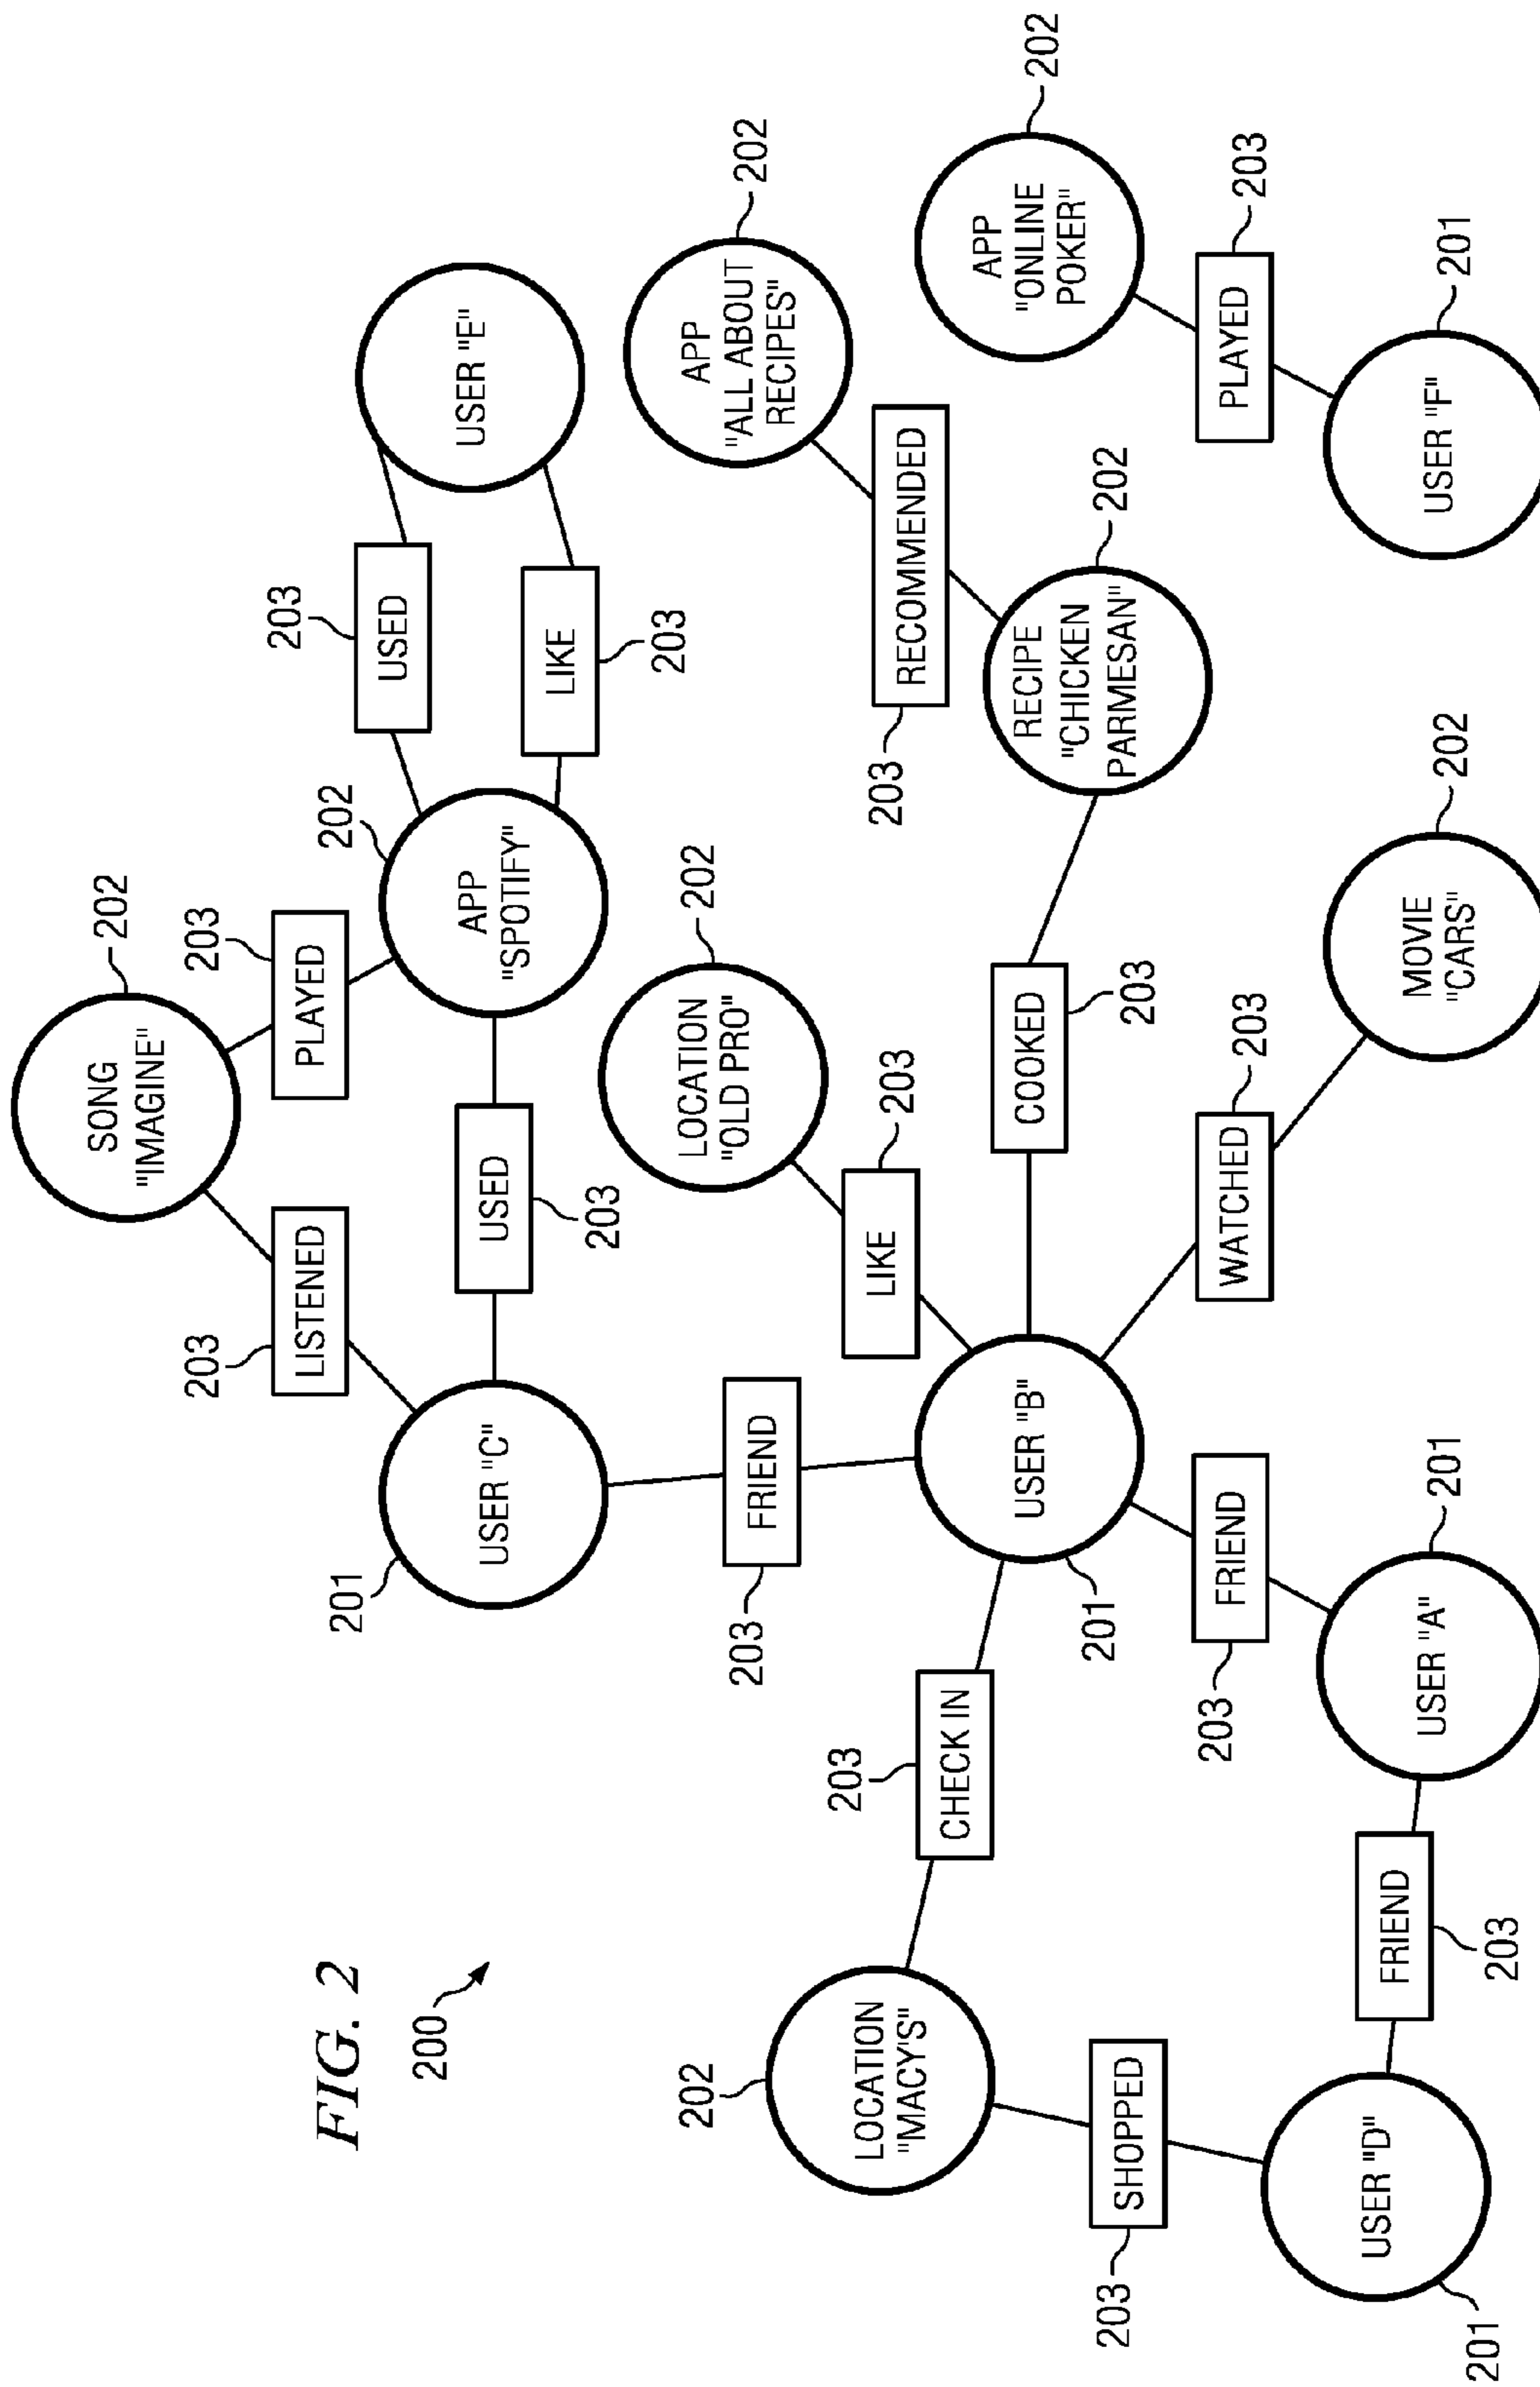 FIG. 2
200
SONG
"IMAGINE"
202
203
LISTENED
203
PLAYED
203
USED
USER "E"
201
USER "C"
USED
203
202
APP
"SPOTIFY"
LIKE
203
203
FRIEND
LOCATION
"OLD PRO"
202
APP
"ALL ABOUT
RECIPES"
202
202
LOCATION
"MACY'S"
203
CHECK IN
LIKE
203
203
RECOMMENDED
USER "B"
201
COOKED
203
RECIPE
"CHICKEN
PARMESAN"
202
APP
"ONLINE
POKER"
202
203
SHOPPED
203
FRIEND
WATCHED
203
PLAYED
203
USER "D"
201
FRIEND
203
USER "A"
201
MOVIE
"CARS"
202
USER "F"
201